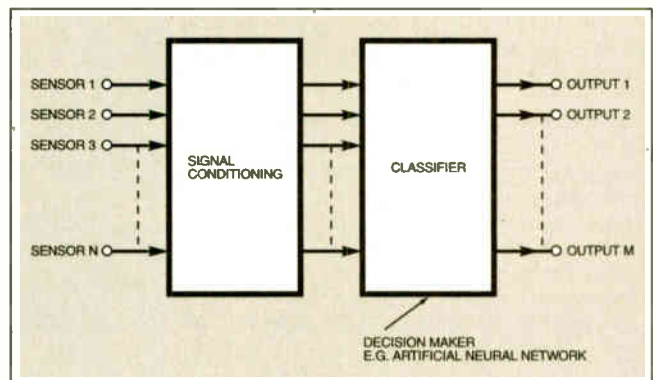 SENSOR 1
SENSOR 2
SENSOR 3
SENSOR N
SIGNAL
CONDITIONING
CLASSIFIER
OUTPUT 1
OUTPUT 2
OUTPUT M
DECISION MAKER
E.G. ARTIFICIAL NEURAL NETWORK